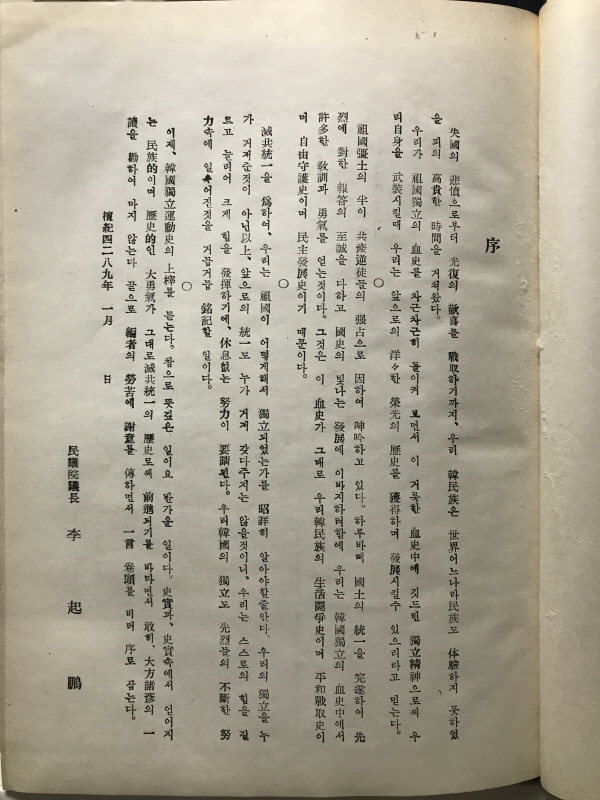 序
失國의 悲憤으로부터 光復의 歡喜를 戰取하기까지、우리 韓民族은 世界어느나라民族도 体驗하지 못하였
을 피의 高貴한 時間을 거쳐왔다。
우리가 祖國獨立의 血史를 차근차근히 돌이켜 보면서 이 거룩한 血史中에 깃드린 獨立精神으로써 우
리自身을 武裝시킬때 우리는 앞으로의 洋々한 榮光의 歷史를 獲得하며 發展시킬수 있으리라고 믿는다。
○
祖國疆土의 半이 共産逆徒들의 强占으로 因하여 呻吟하고 있다。하루바삐 國土의 統一을 完遂하여 先
烈에 對한 報答의 至誠을 다하고 國史의 빛나는 發展에 이바지하려함에 우리는 韓國獨立의 血史中에서
許多한 敎訓과 勇氣를 얻는것이다。그것은 이 血史가 그대로 우리韓民族의 生活鬪爭史이며 平和戰取史이
며 自由守護史이며 民主發展史이기 때문이다。
○
滅共統一을 爲하여、우리는 祖國이 어떻게해서 獨立되었는가를 昭詳히 알아야할줄안다。우리의 獨立을누
가 거져준것이 아닌以上、앞으로의 統一도 누가 거져 갖다주지는 않을것이니、우리는 스스로의 힘을 길
르고 눌리어 크게 힘을 發揮하기에、休息없는 努力이 要請된다。우리韓國의 獨立도 先烈들의 不斷한 努
力속에 일우어진것을 거듭거듭 銘記할 일이다。
○
이제、韓國獨立運動史의 上梓를 듣는다。참으로 뜻깊은 일이요 반가운 일이다。史實과、史實속에서 얻어지
는 民族的이며 歷史的인 大勇氣가 그대로滅共統一의 歷史로써 前進되기를 바라면서 敢히、大方諸彦의 一
讀을 勸하여 마지 않는다 끝으로 編者의 勞苦에 謝意를 傳하면서 一言 卷頭를 비러 序로 삼는다。
檀紀四二八九年 一月 日
民議院議長 李起鵬